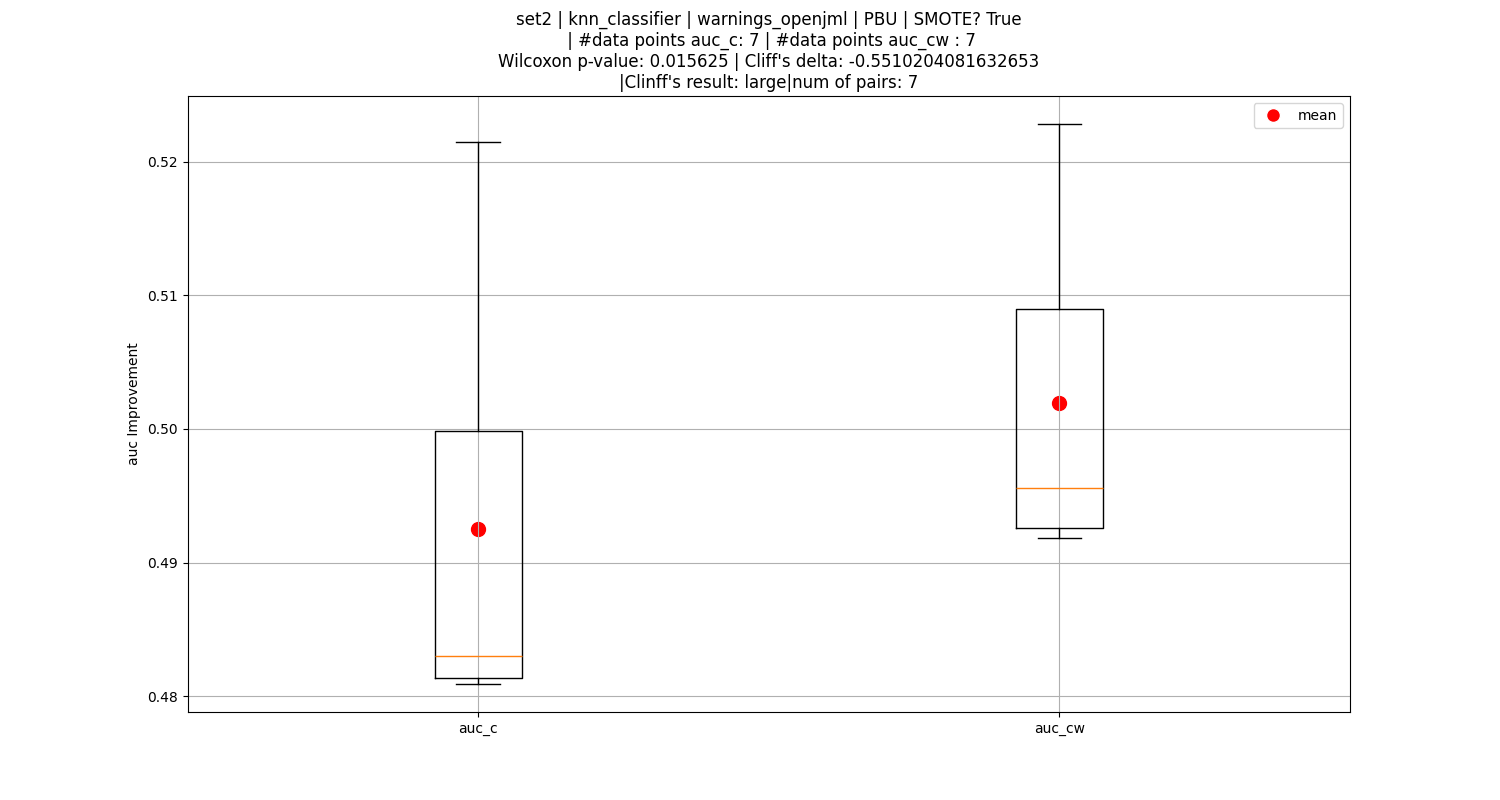 set2 | knn_classifier | warnings_openjml | PBU | SMOTE? True
| #data points auc_c: 7 | #data points auc_cw : 7
Wilcoxon p-value: 0.015625 | Cliff's delta: -0.5510204081632653
|Clinff's result: large|num of pairs: 7
mean
0.52
0.51
0.50
0.49
0.48
auc Improvement
auc_c
auc_cw